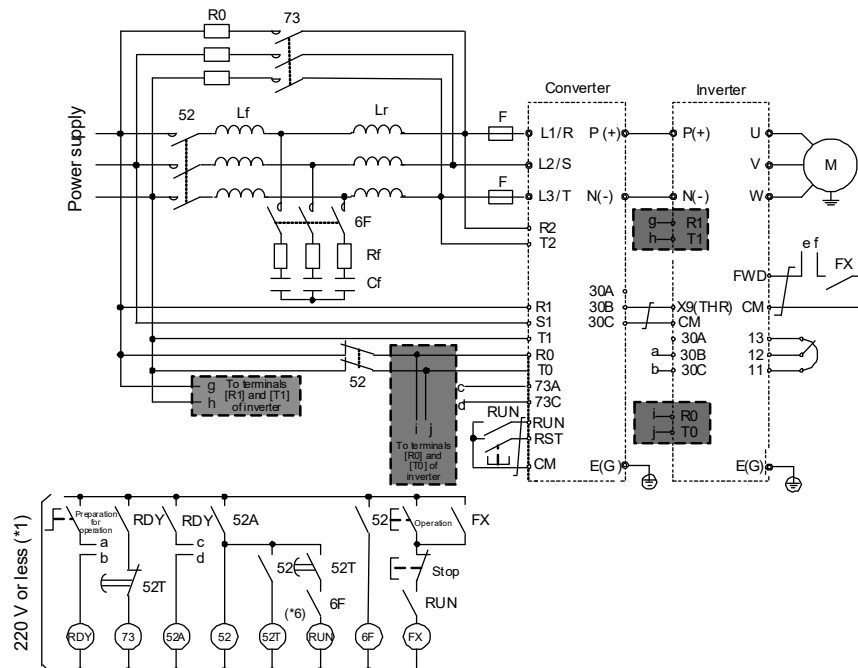 R0
73
Power supply
52
Lf
Lr
F
F
6F
Rf
Cf
Converter
Inverter
L1/R
P (+)
P(+)
U
L2/S
V
M
L3/T
N(-)
N(-)
W
R2
g
R1
T2
h
T1
e f
FX
FWD
30A
R1
30B
X9(THR)
CM
S1
30C
CM
T1
30A
13
R0
a
30B
12
T0
b
30C
11
52
g
h
To terminals
[R1] and [T1]
of inverter
c
73A
d
73C
i
j
To terminals
[R0] and
[T0] of
inverter
RUN
RUN
RST
CM
i
R0
j
T0
E(G)
E(G)
220 V or less (*1)
Preparation
for
operation
RDY
RDY
52A
52
Operation
FX
a
b
c
d
52T
52
52T
Stop
(*6)
6F
RUN
RDY
73
52A
52
52T
RUN
6F
FX